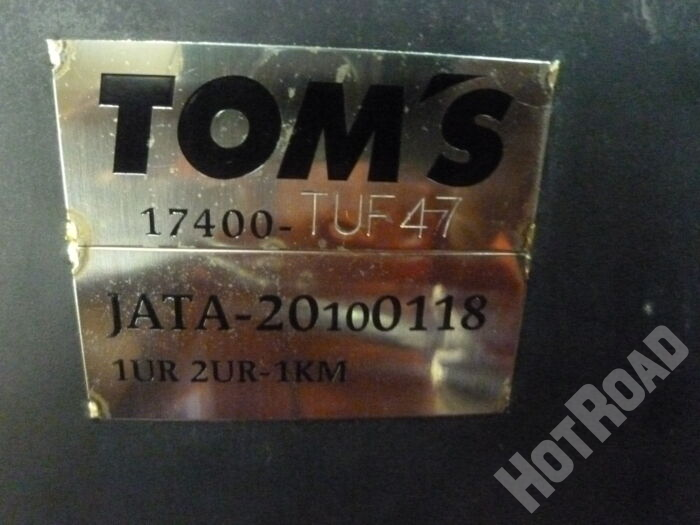 TOM'S
17400-TUF47
JATA-20100118
1UR 2UR-1KM
HOTROAD